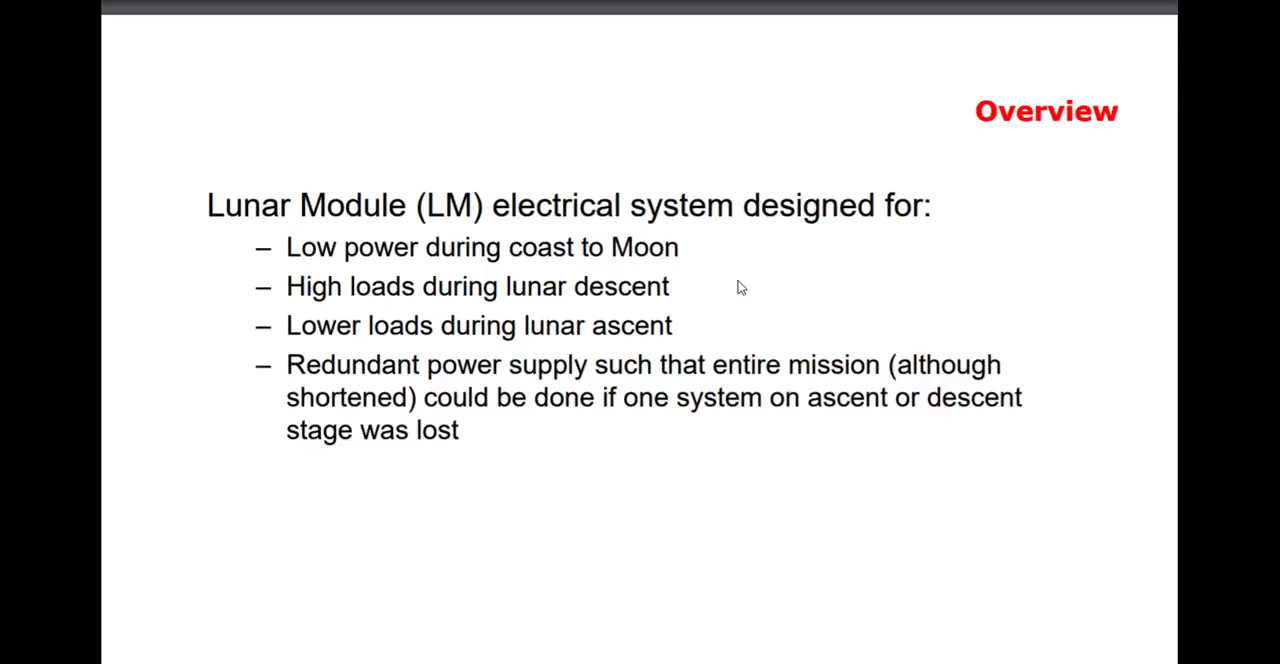 Overview
Lunar Module (LM) electrical system designed for:
– Low power during coast to Moon
– High loads during lunar descent
– Lower loads during lunar ascent
– Redundant power supply such that entire mission (although
shortened) could be done if one system on ascent or descent
stage was lost